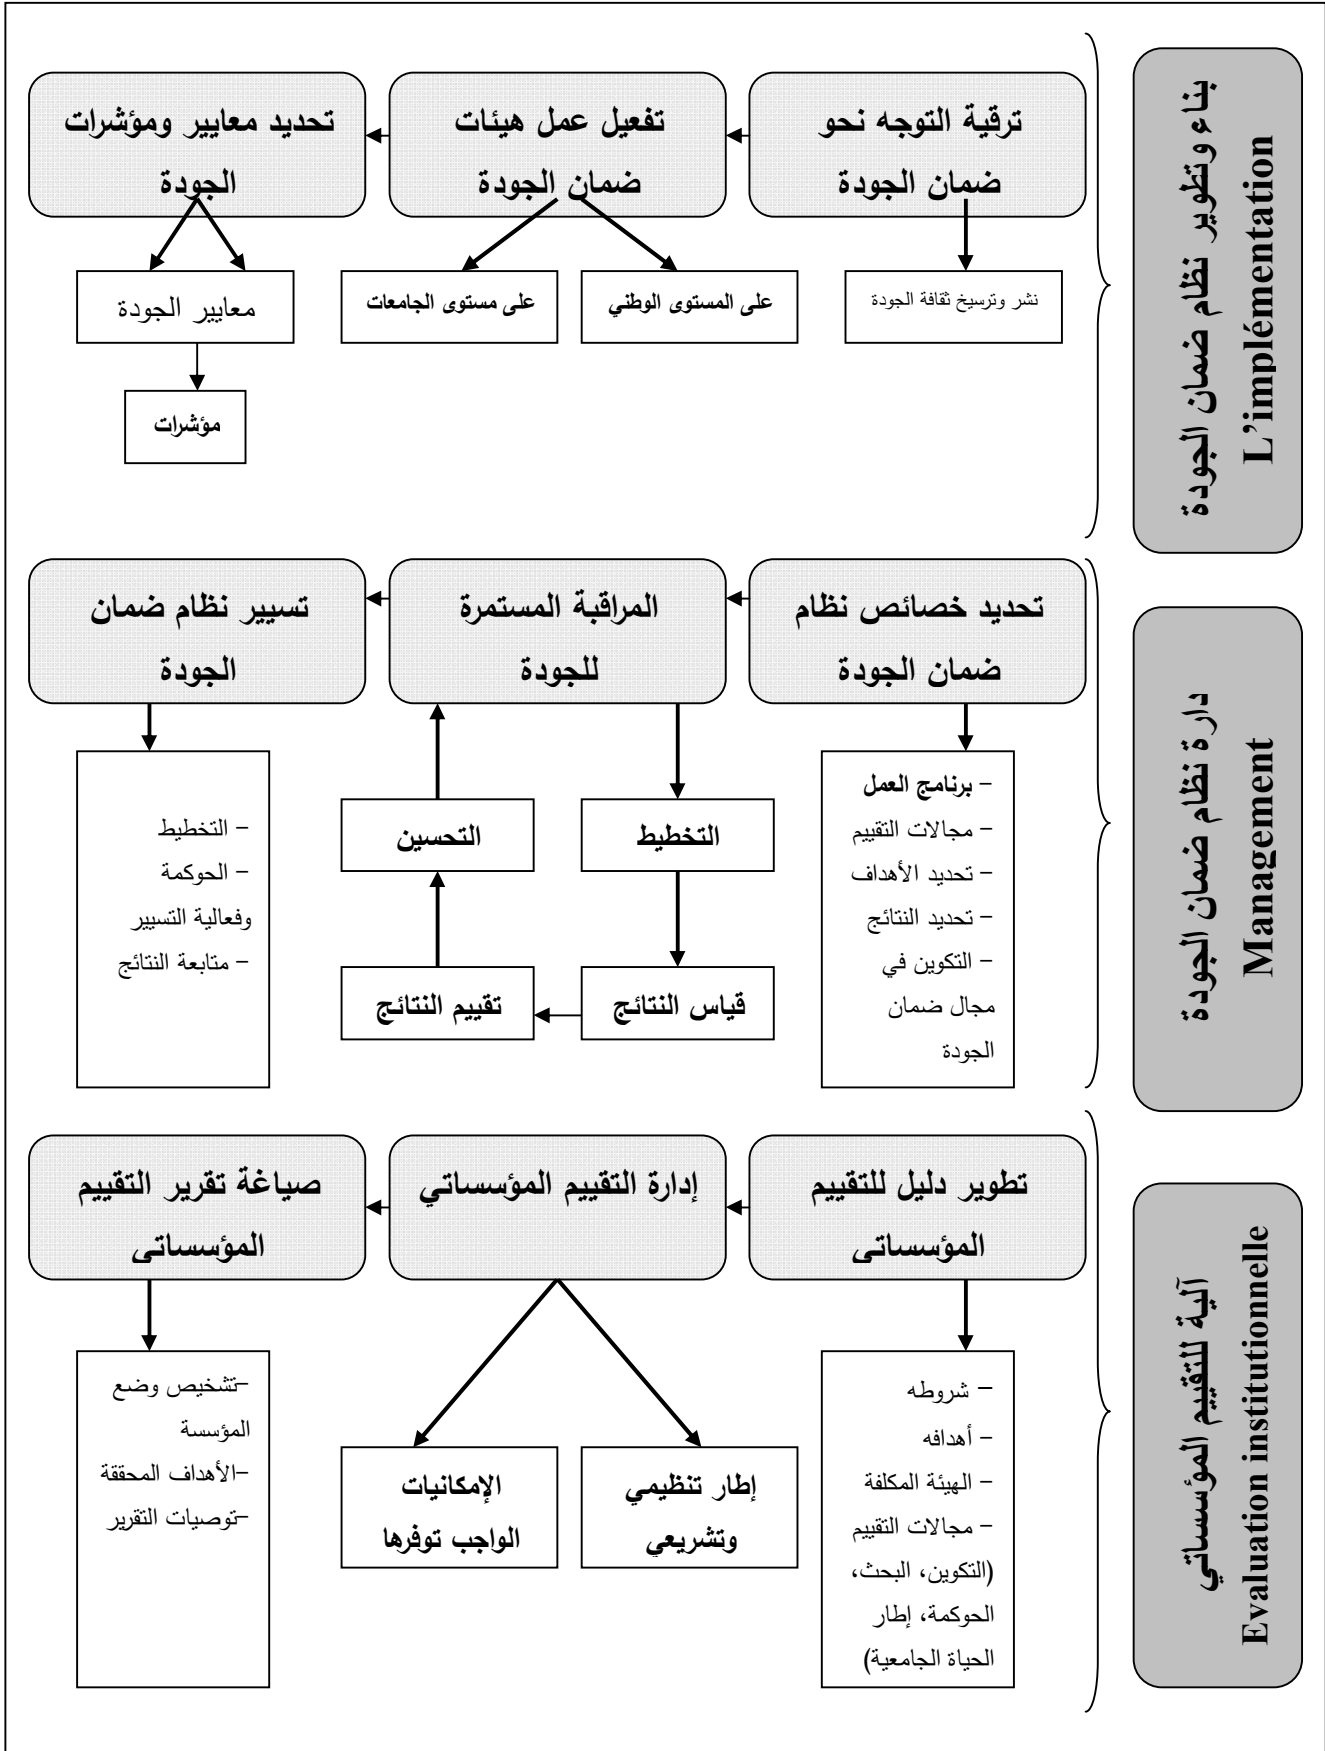 بناء وتطوير نظام ضمان الجودة
L'implémentation
ترقية التوجه نحو
ضمان الجودة
تفعيل عمل هيئات
ضمان الجودة
تحديد معايير ومؤشرات
الجودة
نشر وترسيخ ثقافة الجودة
على المستوى الوطني
على مستوى الجامعات
معايير الجودة
مؤشرات
دارة نظام ضمان الجودة
Management
تحديد خصائص نظام
ضمان الجودة
المراقبة المستمرة
للجودة
تسيير نظام ضمان
الجودة
- برنامج العمل
- مجالات التقييم
- تحديد الأهداف
- تحديد النتائج
- التكوين في
مجال ضمان
الجودة
التخطيط
التحسين
قياس النتائج
تقييم النتائج
- التخطيط
- الحوكمة
وفعالية التسيير
- متابعة النتائج
آلية للتقييم المؤسساتي
Evaluation institutionnelle
تطوير دليل للتقييم
المؤسساتى
إدارة التقييم المؤسساتي
صياغة تقرير التقييم
المؤسساتى
- شروطه
- أهدافه
- الهيئة المكلفة
- مجالات التقييم
(التكوين، البحث،
الحوكمة، إطار
الحياة الجامعية)
إطار تنظيمي
وتشريعي
الإمكانيات
الواجب توفرها
-تشخيص وضع
المؤسسة
-الأهداف المحققة
-توصيات التقرير